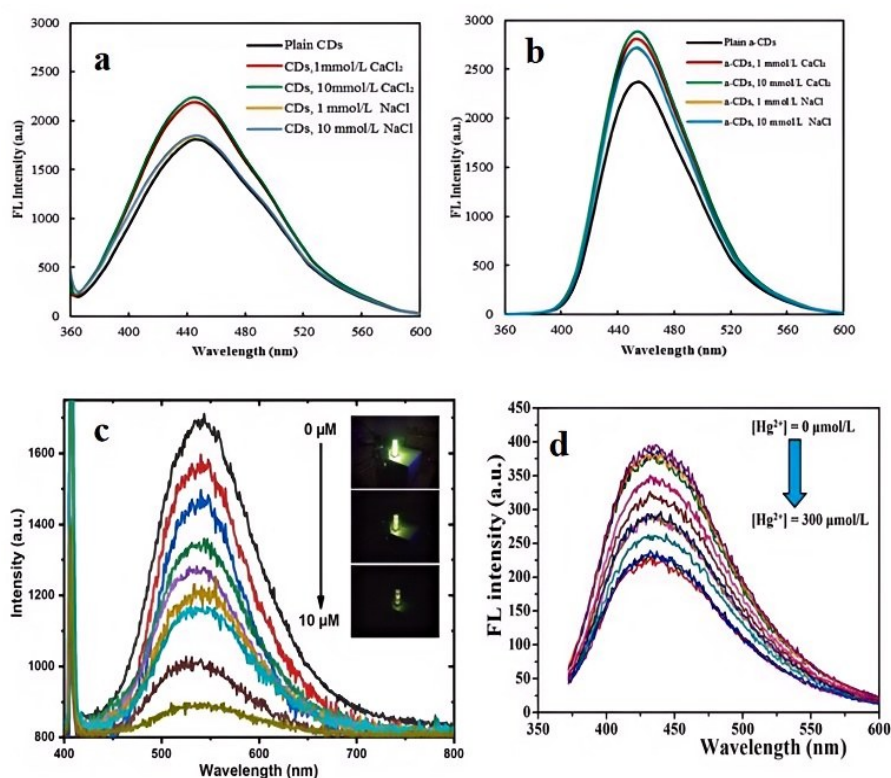 a
3000
2500
2000
1500
1000
500
0
FL Intensity (a.u)
Plain CDs
CDs,1mmol/L CaCl₂
CDs, 10mmol/L CaCl₂
CDs, 1 mmol/L NaCl
CDs, 10 mmol/L NaCl
360 400 440 480 520 560 600
Wavelength (nm)
b
3000
2500
2000
1500
1000
500
0
FL Intensity (a.u)
Plain a-CDs
a-CDs, 1 mmol/L CaCl₂
a-CDs, 10 mmol/L CaCl₂
a-CDs, 1 mmol/L NaCl
a-CDs, 10 mmol/L NaCl
360 400 440 480 520 560 600
Wavelength (nm)
c
1600
1400
1200
1000
800
Intensity (a.u.)
0 μM
10 μM
400 500 600 700 800
Wavelength (nm)
d
450
400
350
300
250
200
150
100
50
0
FL intensity (a.u.)
[Hg²⁺] = 0 μmol/L
[Hg²⁺] = 300 μmol/L
350 400 450 500 550 600
Wavelength (nm)